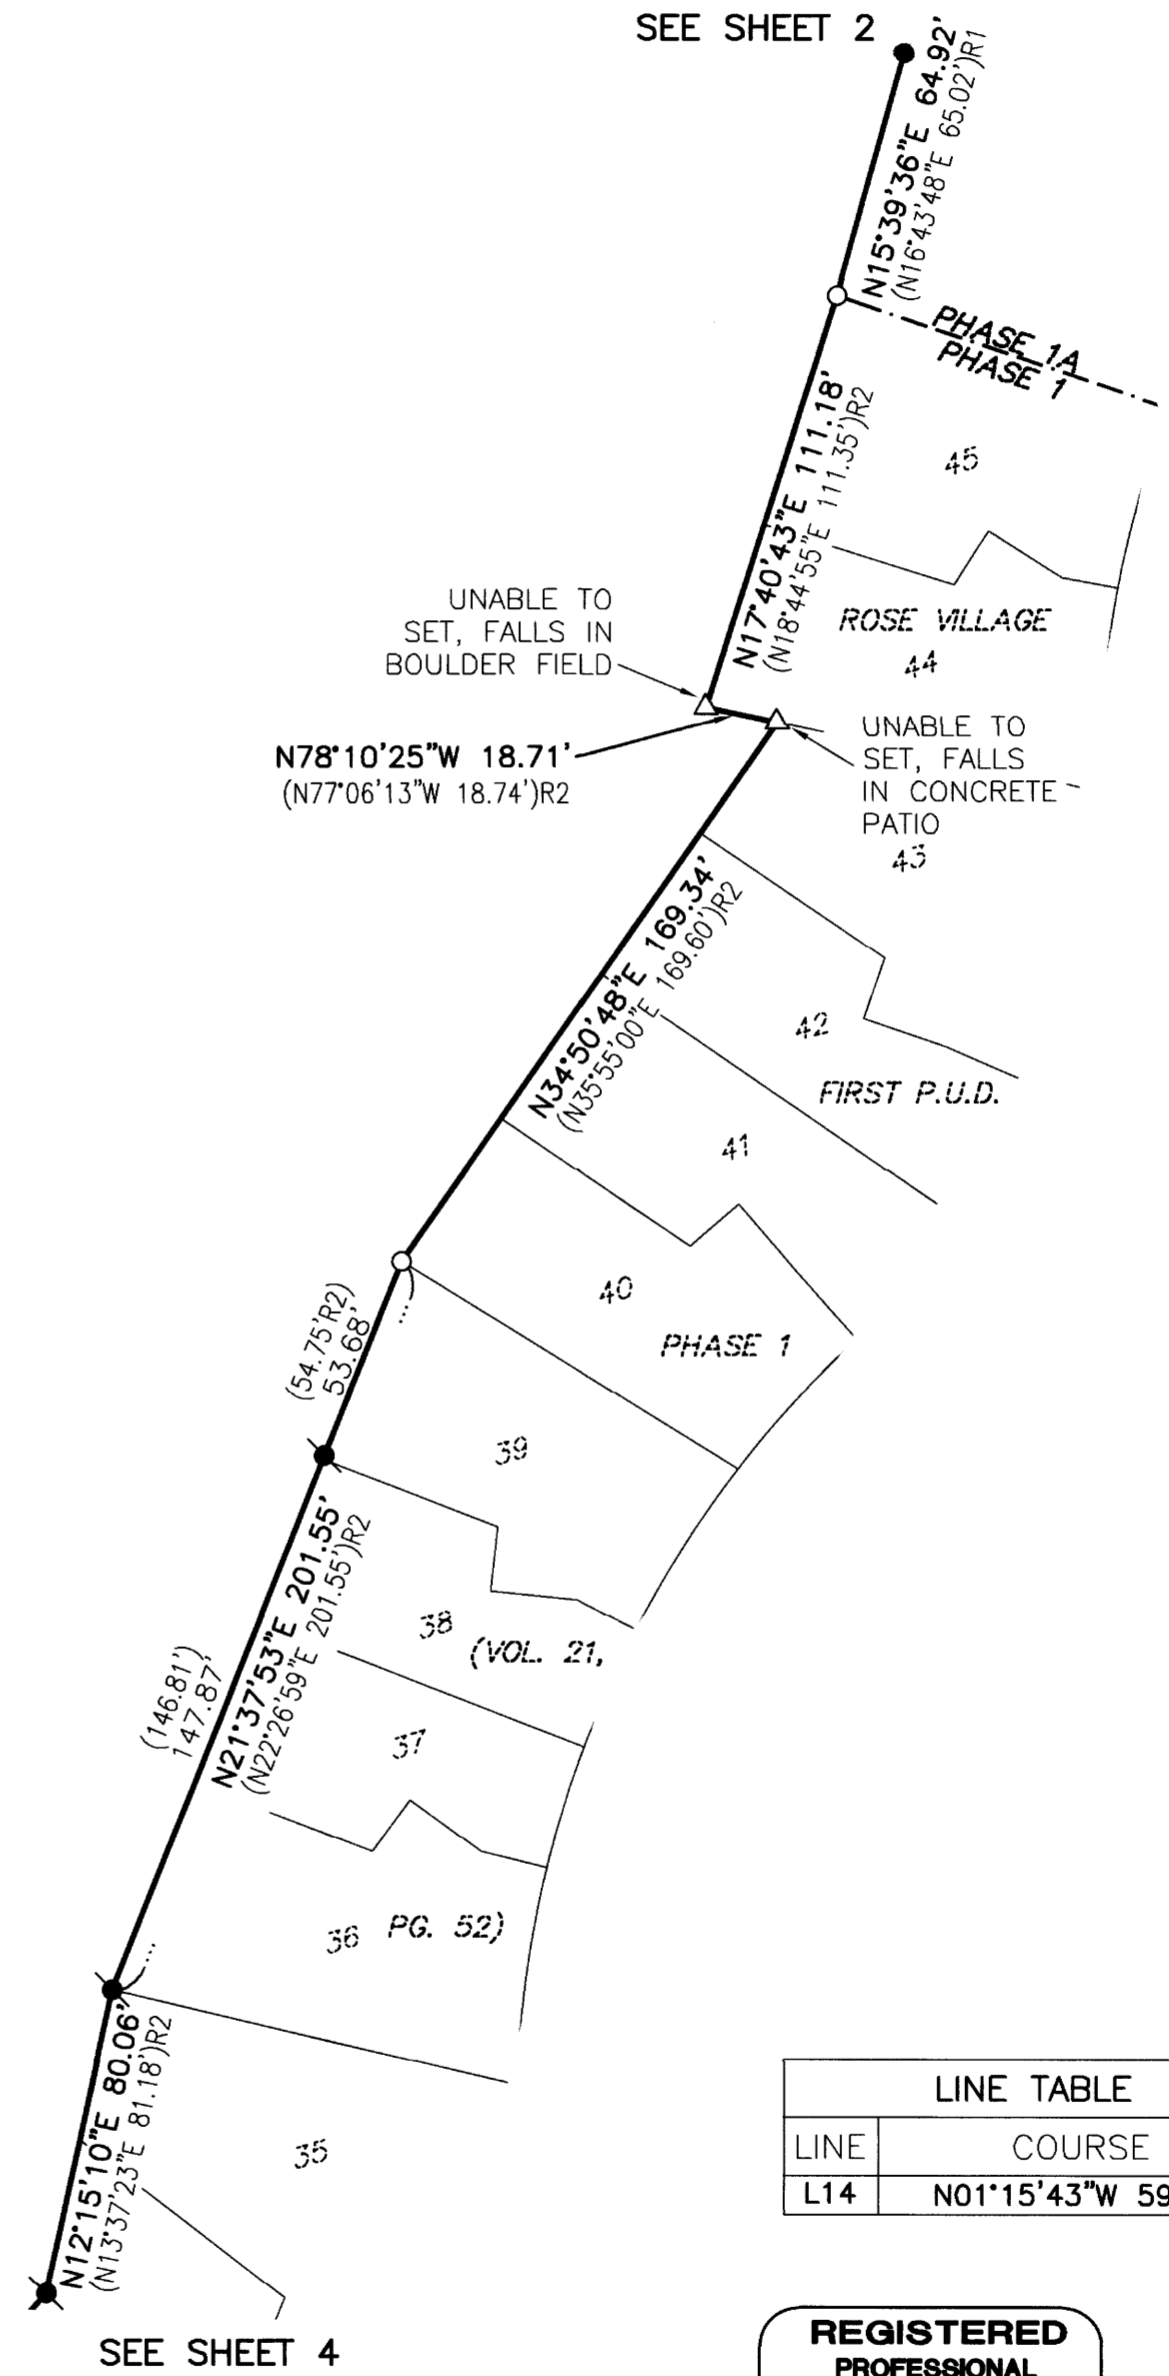 SEE SHEET 2
N15°39'36"E 64.92'
(N16°43'48"E 65.02')R1
PHASE 1A
PHASE 1
N17°40'43"E 111.18'
(N18°44'55"E 111.35')R2
45
UNABLE TO
SET, FALLS IN
BOULDER FIELD
ROSE VILLAGE
44
N78°10'25"W 18.71'
(N77°06'13"W 18.74')R2
UNABLE TO
SET, FALLS
IN CONCRETE
PATIO
43
N34°50'48"E 169.34'
(N35°55'00"E 169.60')R2
42
FIRST P.U.D.
41
40
PHASE 1
(54.75'R2)
53.68'
39
N21°37'53"E 201.55'
(N22°26'59"E 201.55')R2
38
(VOL. 21,
(146.81')
147.87'
37
36
PG. 52)
N12°15'10"E 80.06'
(N13°37'23"E 81.18')R2
35
LINE TABLE
LINE COURSE
L14 N01°15'43"W 59
SEE SHEET 4
REGISTERED
PROFESSIONAL